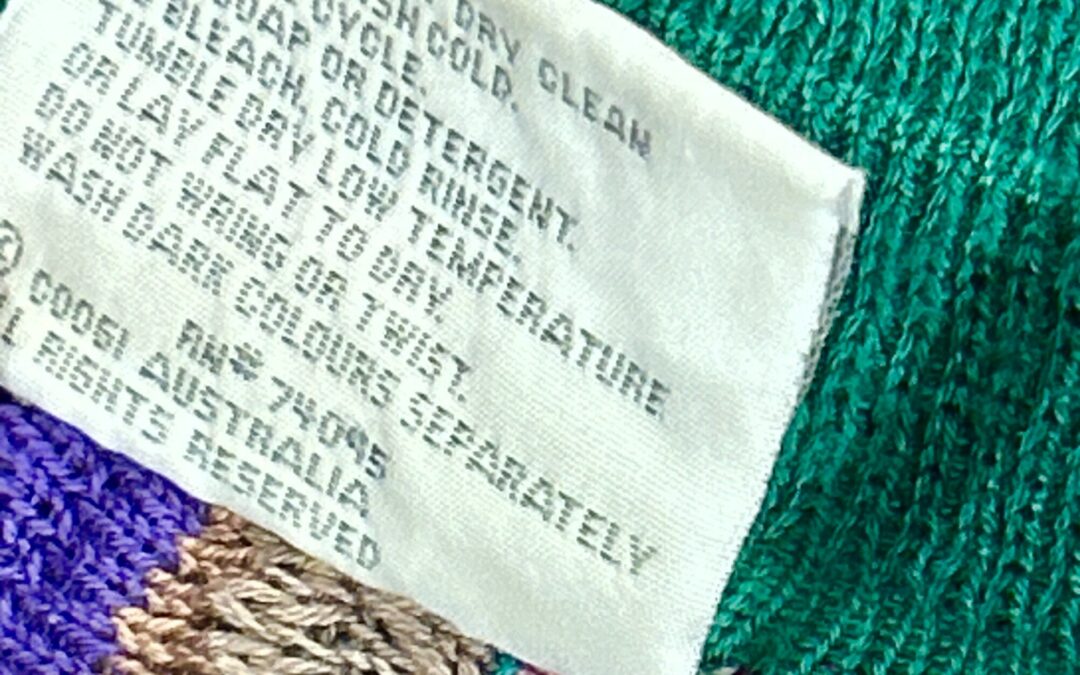 DRY CLEAN
SH COLD.
CYCLE.
SOAP OR DETERGENT.
BLEACH, COLD RINSE,
TUMBLE DRY LOW TEMPERATURE
OR LAY FLAT TO DRY.
DO NOT WRING OR TWIST.
WASH DARK COLOURS SEPARATELY
RN# 74095
© COOGI AUSTRALIA
L RIGHTS RESERVED